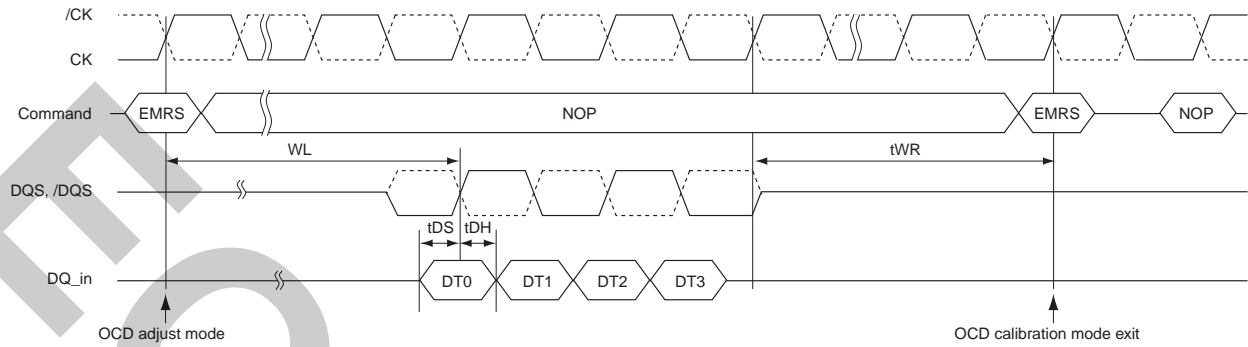 /CK
CK
Command
EMRS
NOP
EMRS
NOP
WL
tWR
DQS, /DQS
tDS
tDH
DQ_in
DT0
DT1
DT2
DT3
OCD adjust mode
OCD calibration mode exit